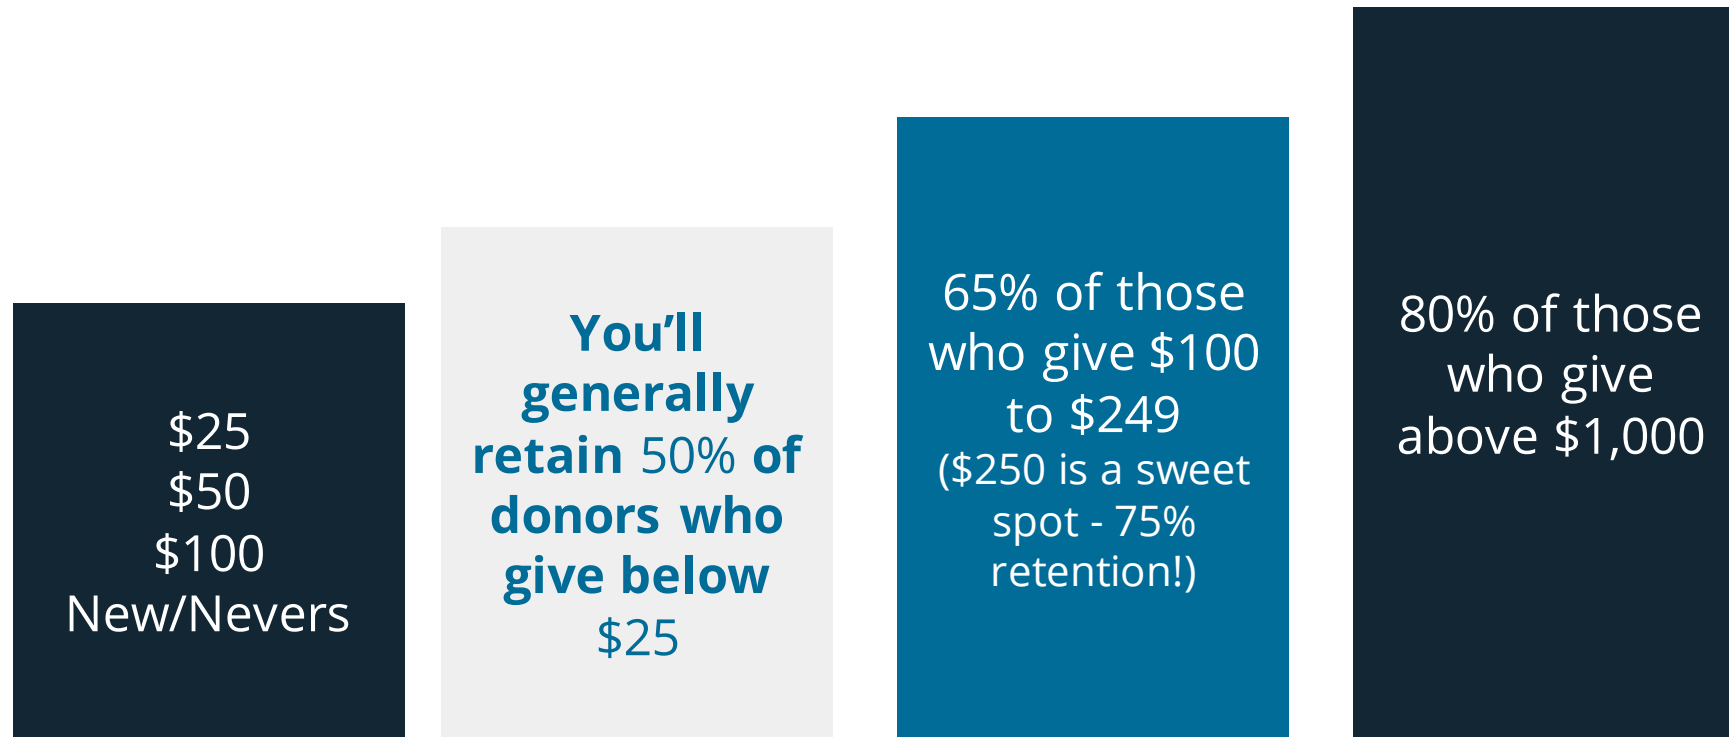 $25
$50
$100
New/Nevers
You’ll
generally
retain 50% of
donors who
give below
$25
65% of those
who give $100
to $249
($250 is a sweet
spot - 75%
retention!)
80% of those
who give
above $1,000